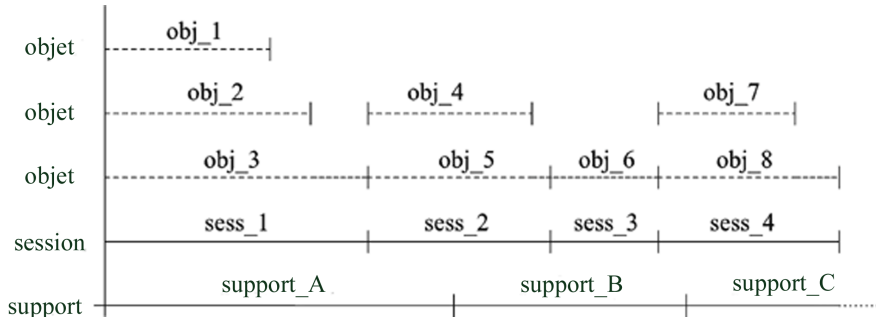 obj_1
objet
obj_2 obj_4 obj_7
objet
obj_3 obj_5 obj_6 obj_8
objet
sess_1 sess_2 sess_3 sess_4
session
support_A support_B support_C
support